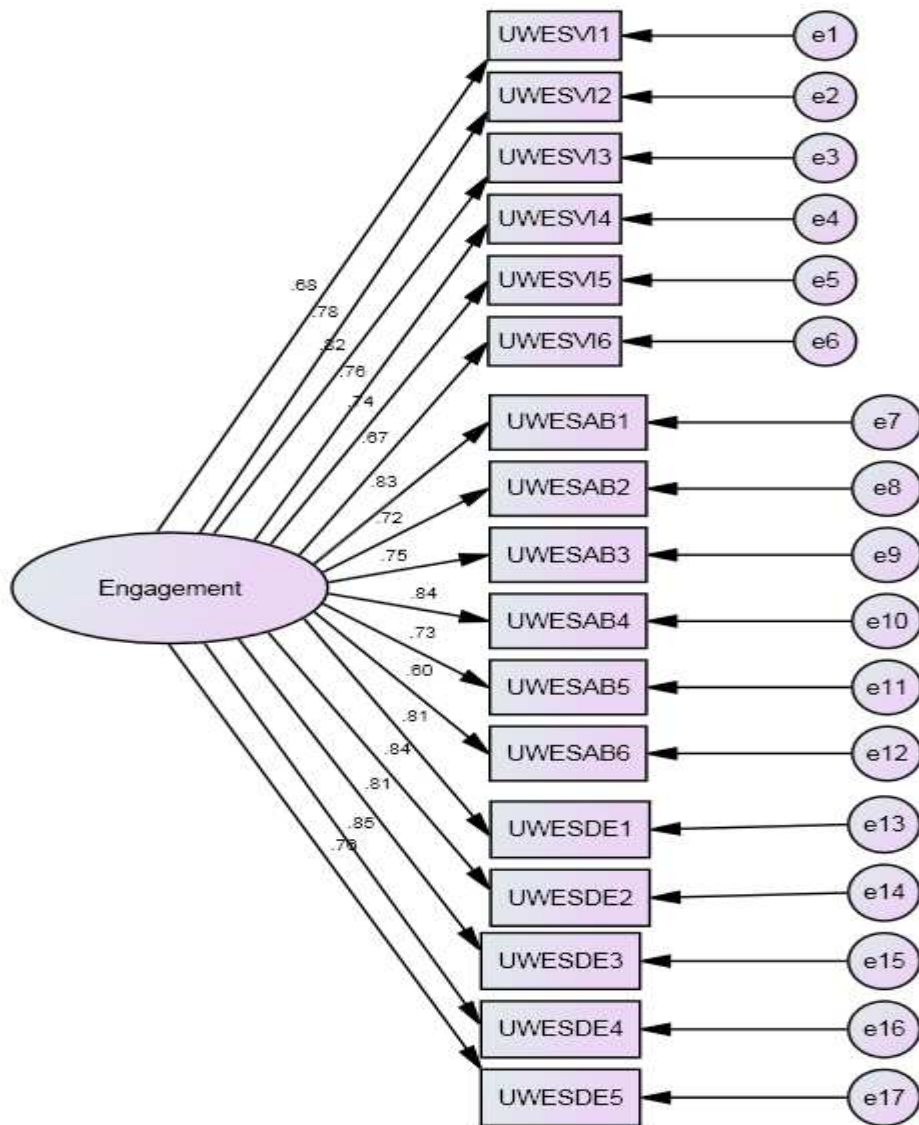 UWESVI1 e1
UWESVI2 e2
UWESVI3 e3
UWESVI4 e4
UWESVI5 e5
UWESVI6 e6
.68
.78
.82
.76
.74
.67
UWESAB1 e7
.83
UWESAB2 e8
.72
UWESAB3 e9
.75
Engagement
.84
UWESAB4 e10
.73
UWESAB5 e11
.60
UWESAB6 e12
.81
.84
.81
UWESDE1 e13
.85
UWESDE2 e14
UWESDE3 e15
UWESDE4 e16
UWESDE5 e17